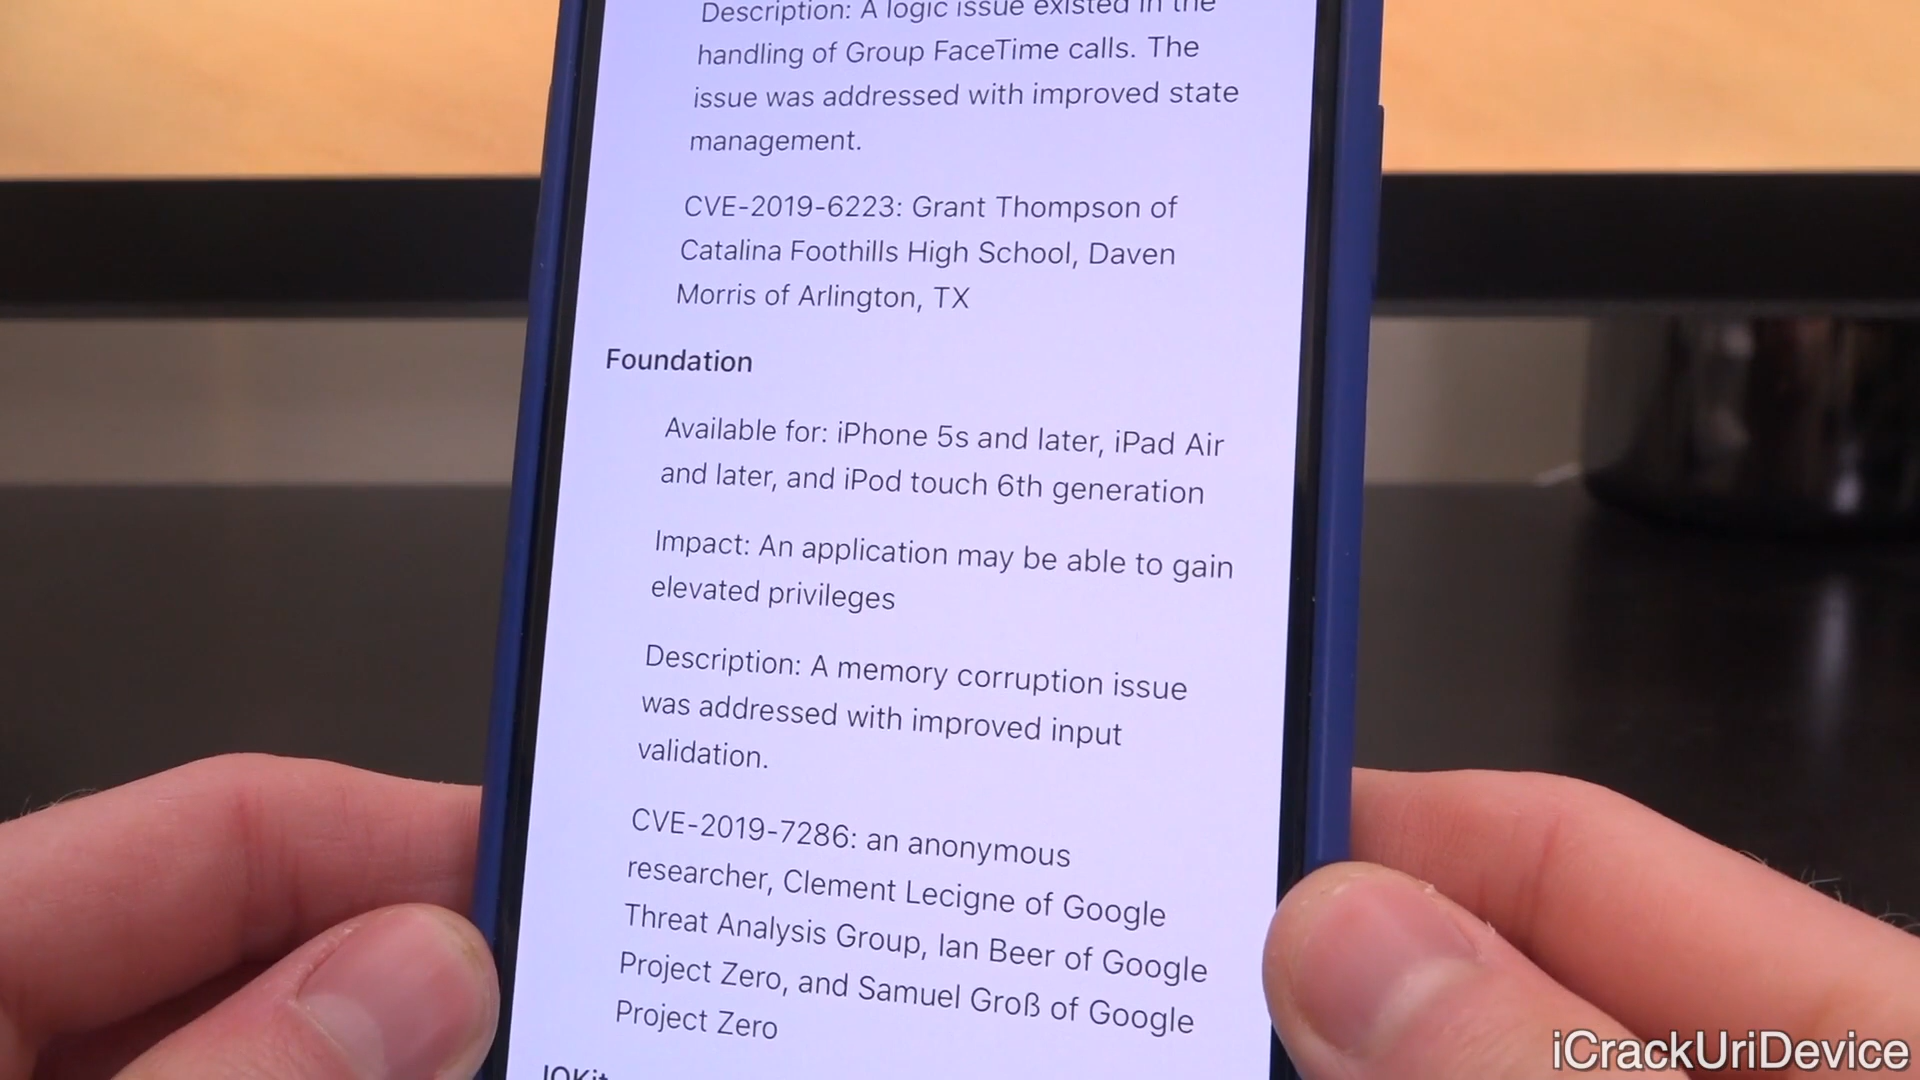 Description: A logic issue existed in the
handling of Group FaceTime calls. The
issue was addressed with improved state
management.
CVE-2019-6223: Grant Thompson of
Catalina Foothills High School, Daven
Morris of Arlington, TX
Foundation
Available for: iPhone 5s and later, iPad Air
and later, and iPod touch 6th generation
Impact: An application may be able to gain
elevated privileges
Description: A memory corruption issue
was addressed with improved input
validation.
CVE-2019-7286: an anonymous
researcher, Clement Lecigne of Google
Threat Analysis Group, Ian Beer of Google
Project Zero, and Samuel Groß of Google
Project Zero
IOKit
iCrackUriDevice